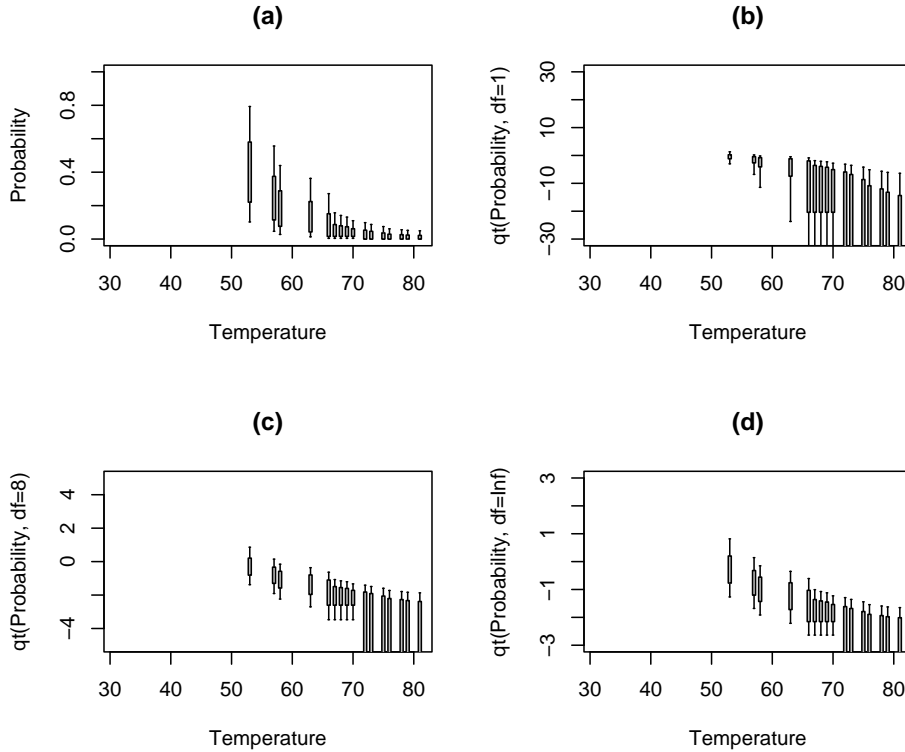 (a)
Probability
0.8
0.4
0.0
30 40 50 60 70 80
Temperature
(b)
qt(Probability, df=1)
30
10
−10
−30
30 40 50 60 70 80
Temperature
(c)
qt(Probability, df=8)
4
2
0
−4
30 40 50 60 70 80
Temperature
(d)
qt(Probability, df=Inf)
3
1
−1
−3
30 40 50 60 70 80
Temperature